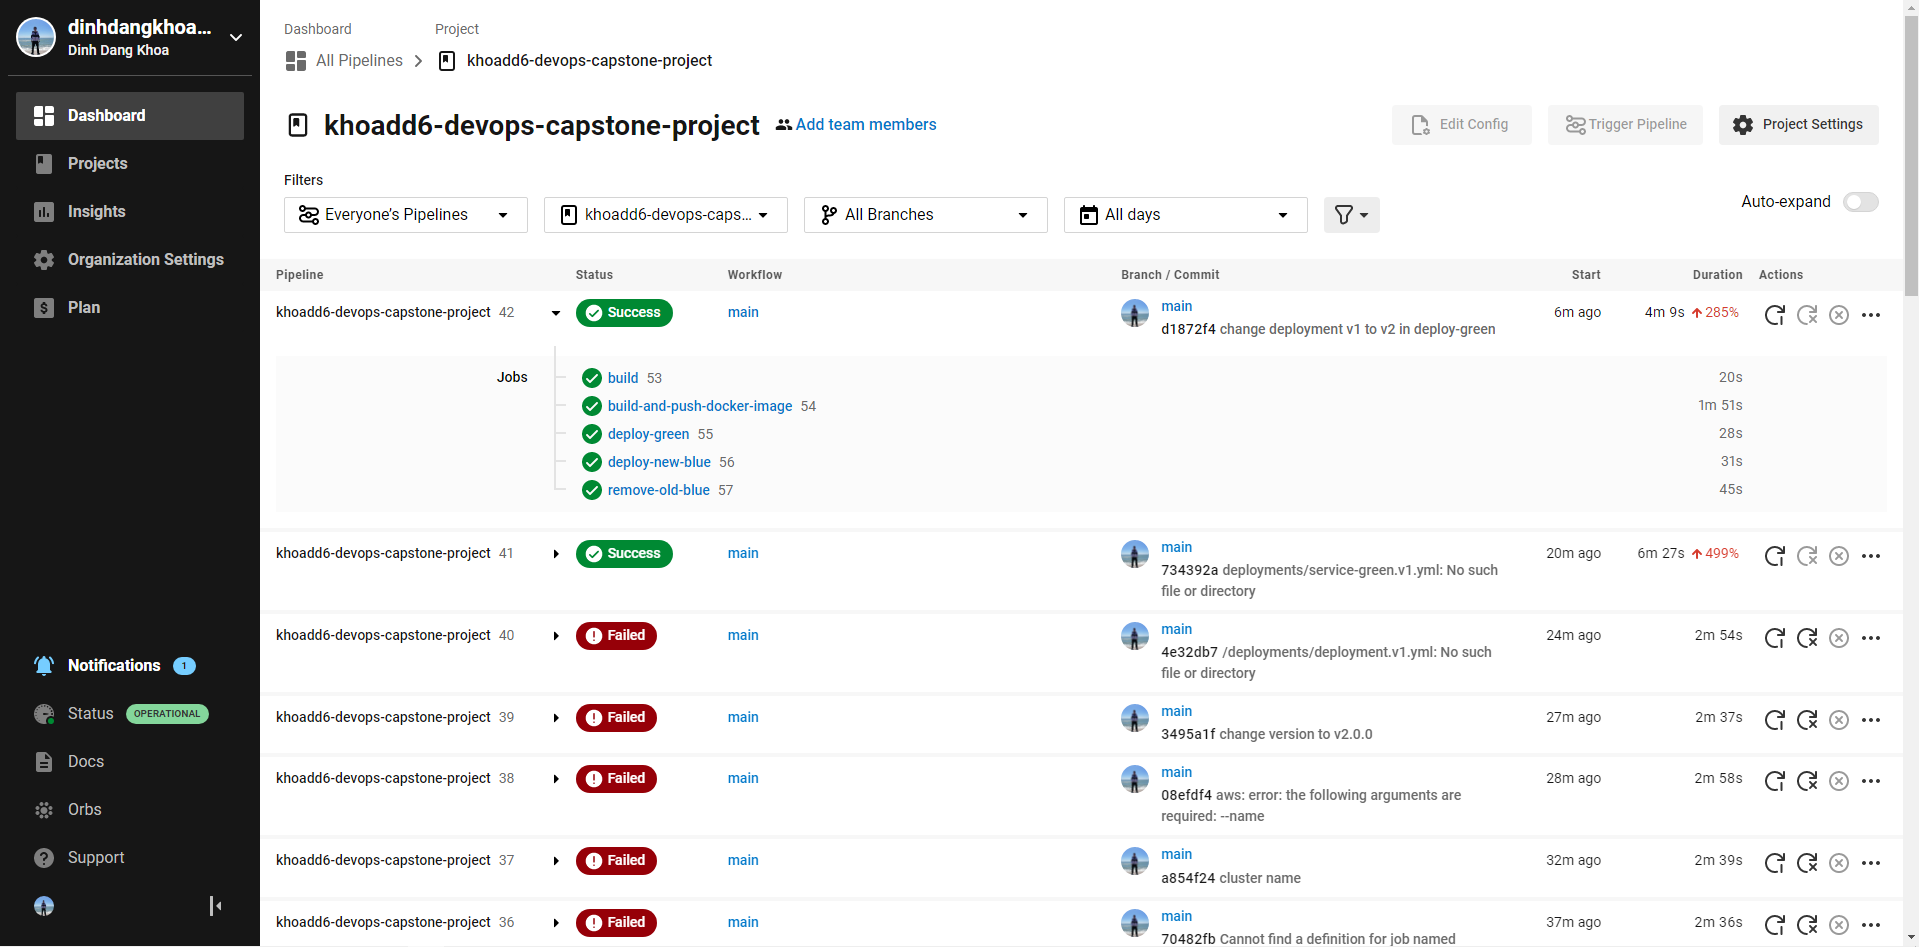 dinhdangkhoa...
Dinh Dang Khoa
Dashboard
Projects
Insights
Organization Settings
Plan
Notifications 1
Status OPERATIONAL
Docs
Orbs
Support
Dashboard Project
All Pipelines khoadd6-devops-capstone-project
khoadd6-devops-capstone-project Add team members Edit Config Trigger Pipeline Project Settings
Filters
Everyone's Pipelines khoadd6-devops-caps... All Branches All days Auto-expand
Pipeline Status Workflow Branch / Commit Start Duration Actions
khoadd6-devops-capstone-project 42 Success main main 6m ago 4m 9s 285%
d1872f4 change deployment v1 to v2 in deploy-green
Jobs build 53 20s
build-and-push-docker-image 54 1m 51s
deploy-green 55 28s
deploy-new-blue 56 31s
remove-old-blue 57 45s
khoadd6-devops-capstone-project 41 Success main main 20m ago 6m 27s 499%
734392a deployments/service-green.v1.yml: No such
file or directory
khoadd6-devops-capstone-project 40 Failed main main 24m ago 2m 54s
4e32db7 /deployments/deployment.v1.yml: No such
file or directory
khoadd6-devops-capstone-project 39 Failed main main 27m ago 2m 37s
3495a1f change version to v2.0.0
khoadd6-devops-capstone-project 38 Failed main main 28m ago 2m 58s
08efdf4 aws: error: the following arguments are
required: --name
khoadd6-devops-capstone-project 37 Failed main main 32m ago 2m 39s
a854f24 cluster name
khoadd6-devops-capstone-project 36 Failed main main 37m ago 2m 36s
70482fb Cannot find a definition for job named